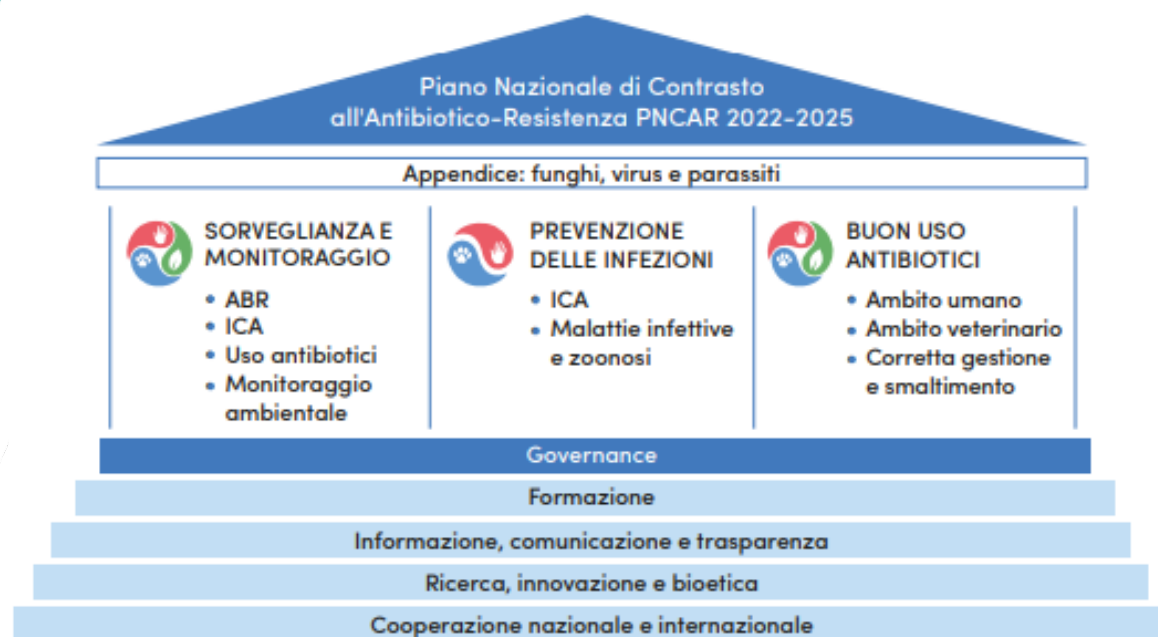 Piano Nazionale di Contrasto
all'Antibiotico-Resistenza PNCAR 2022-2025
Appendice: funghi, virus e parassiti
SORVEGLIANZA E
MONITORAGGIO
• ABR
• ICA
• Uso antibiotici
• Monitoraggio
ambientale
PREVENZIONE
DELLE INFEZIONI
• ICA
• Malattie infettive
e zoonosi
BUON USO
ANTIBIOTICI
• Ambito umano
• Ambito veterinario
• Corretta gestione
e smaltimento
Governance
Formazione
Informazione, comunicazione e trasparenza
Ricerca, innovazione e bioetica
Cooperazione nazionale e internazionale